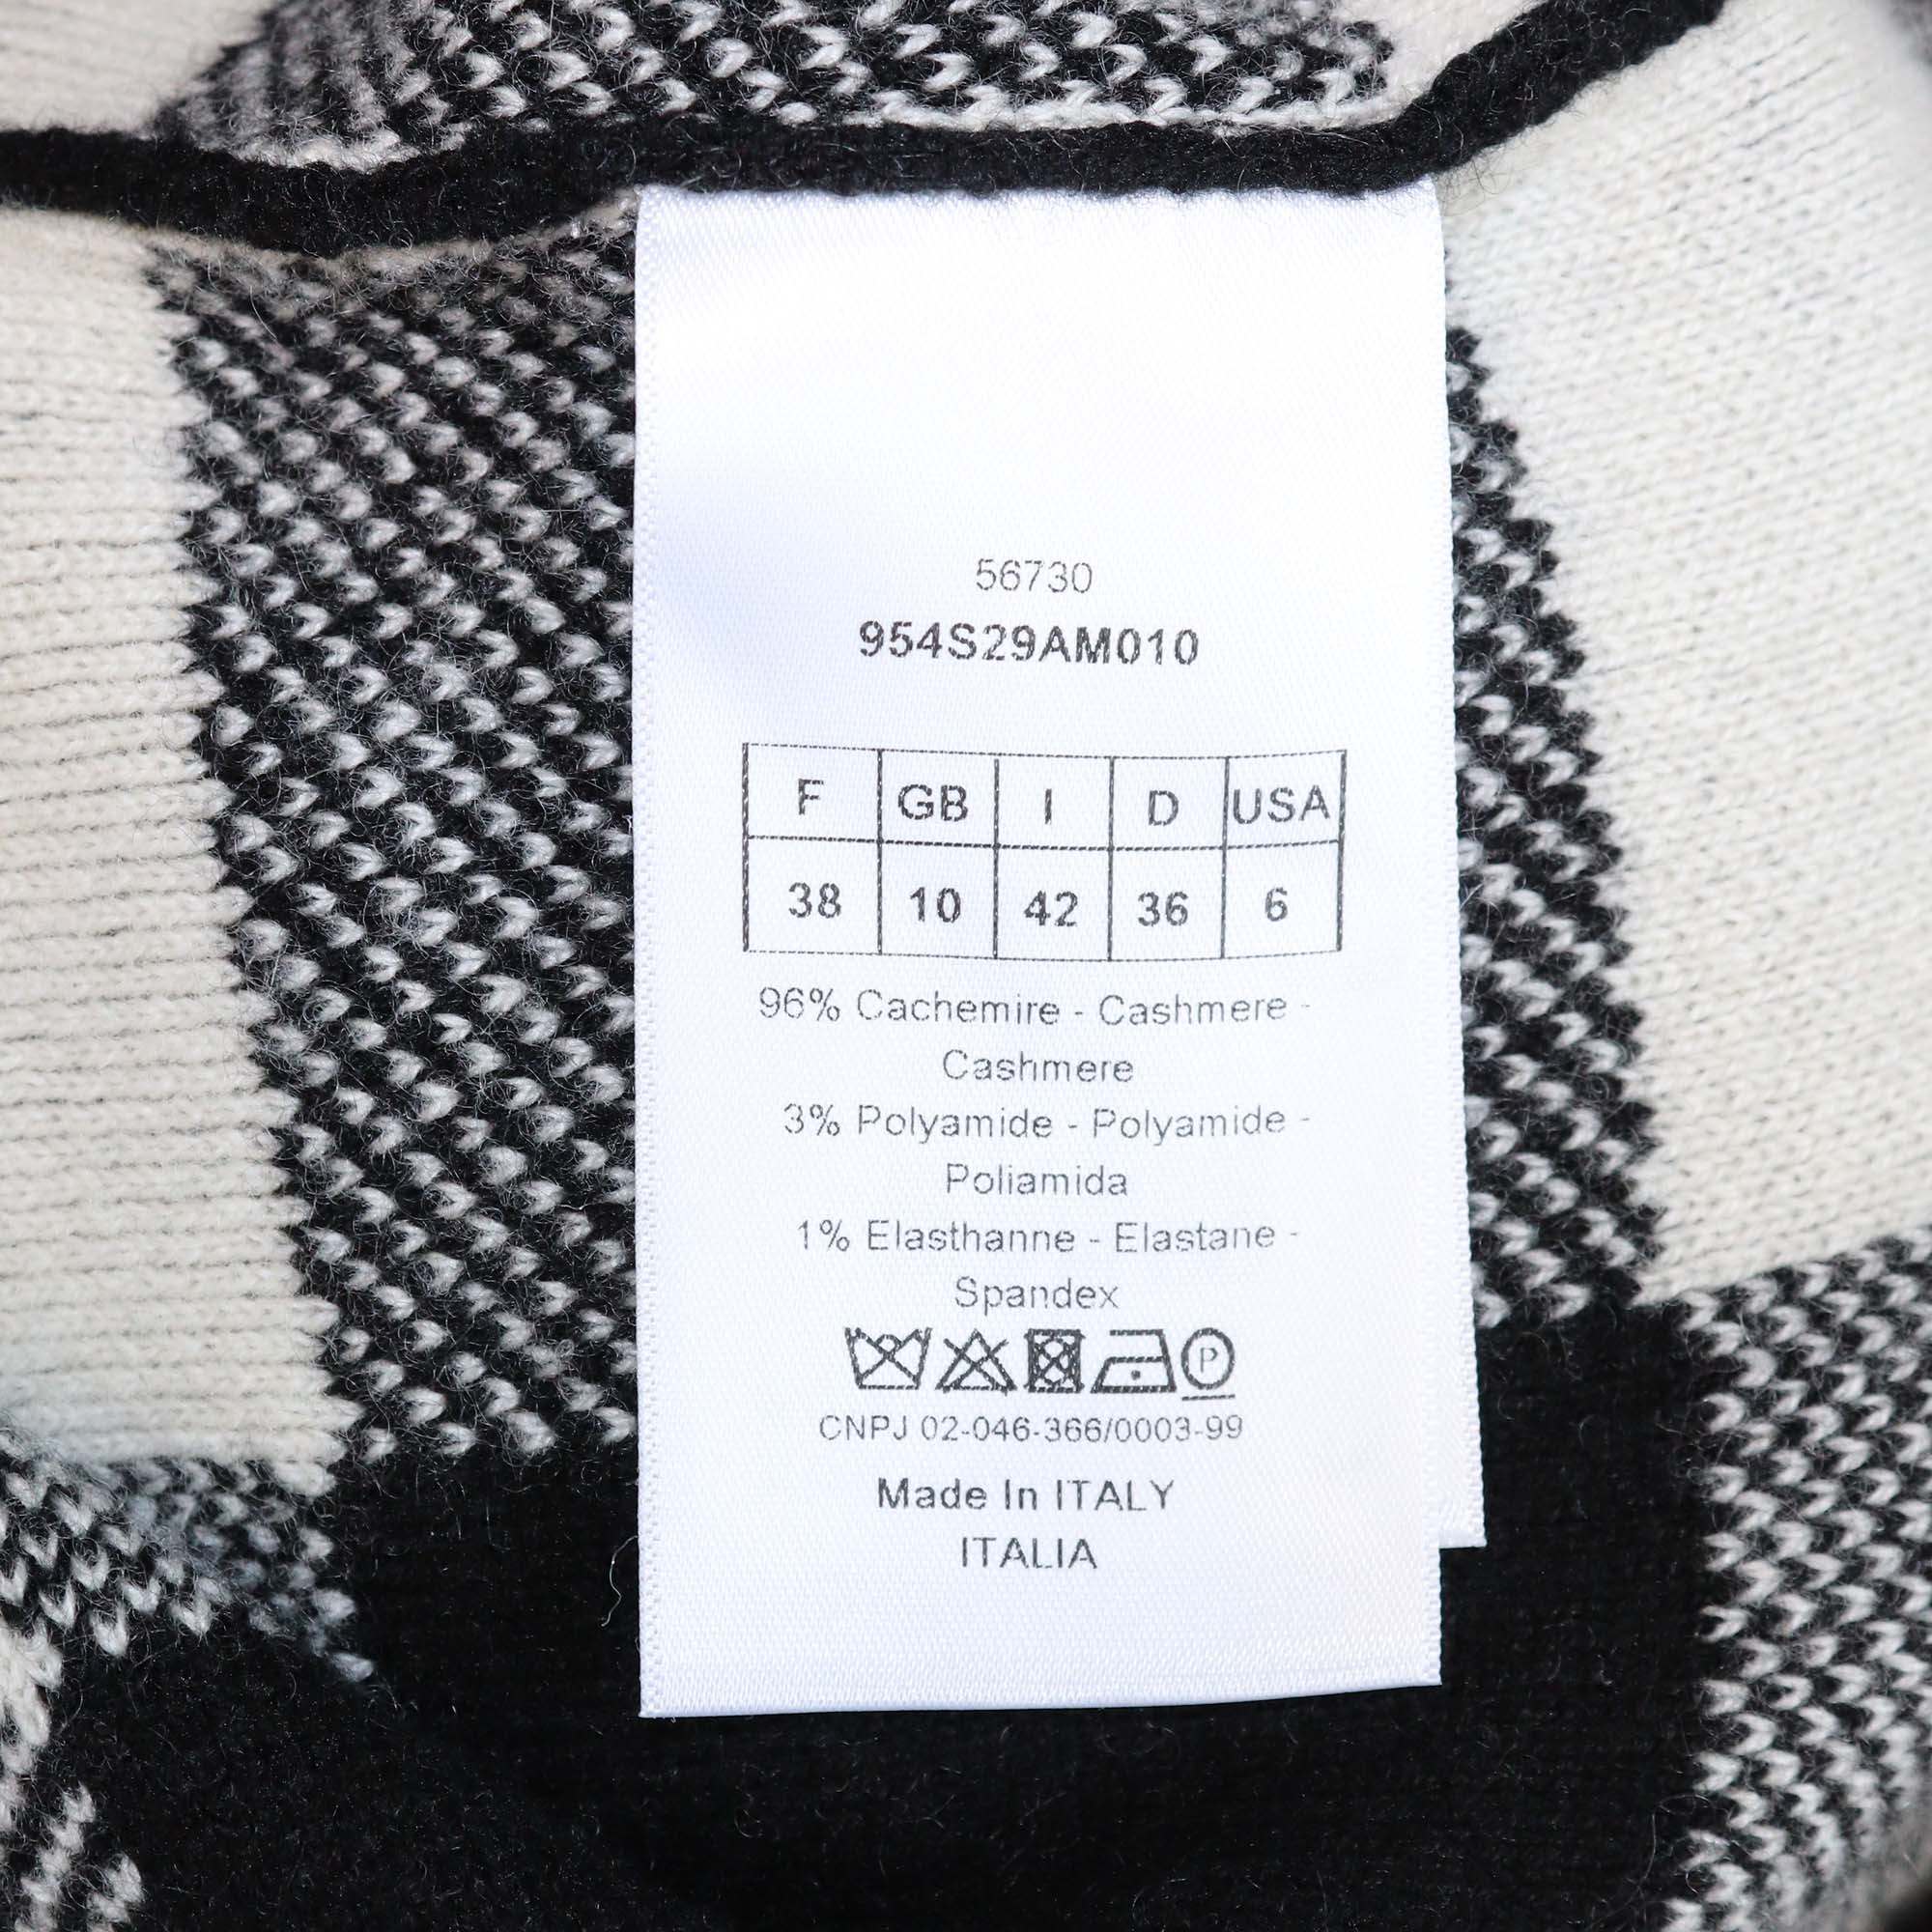 56730
954S29AM010
F GB I D USA
38 10 42 36 6
96% Cachemire - Cashmere -
Cashmere
3% Polyamide - Polyamide -
Poliamida
1% Elasthanne - Elastane -
Spandex
P
CNPJ 02-046-366/0003-99
Made In ITALY
ITALIA